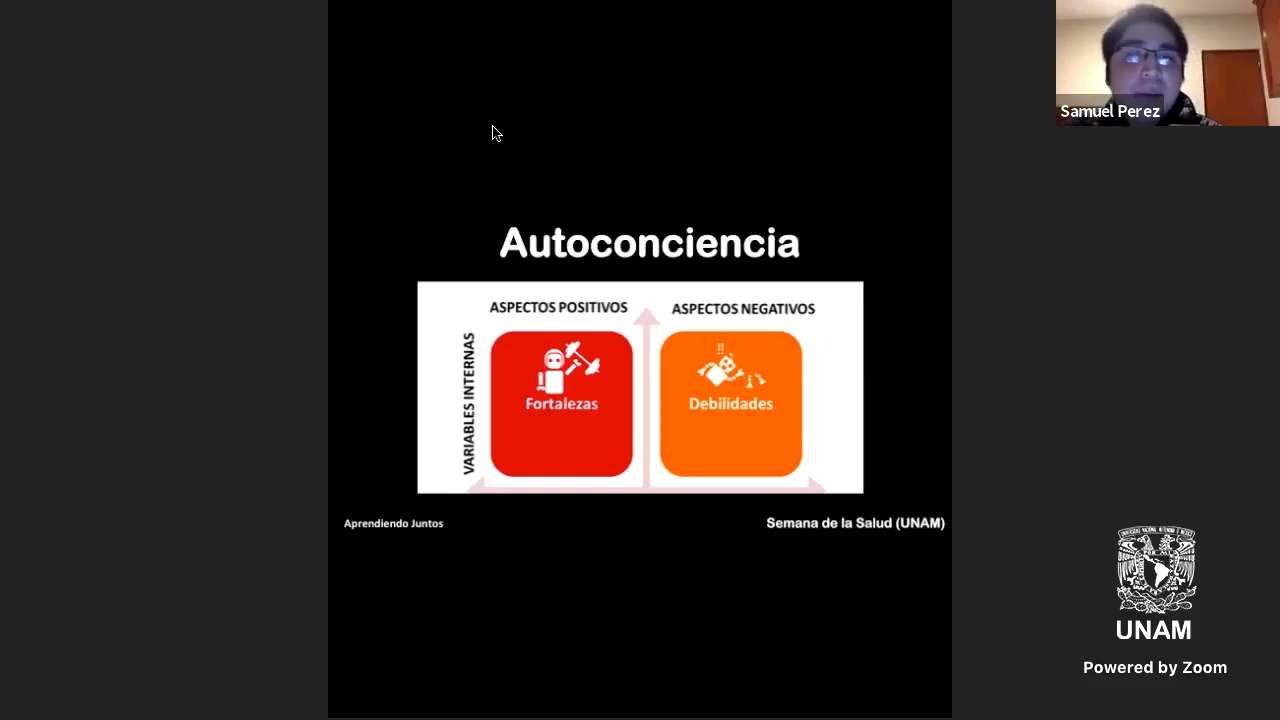 Samuel Perez
Autoconciencia
ASPECTOS POSITIVOS
ASPECTOS NEGATIVOS
VARIABLES INTERNAS
!!
Fortalezas
Debilidades
Aprendiendo Juntos
Semana de la Salud (UNAM)
UNAM
Powered by Zoom